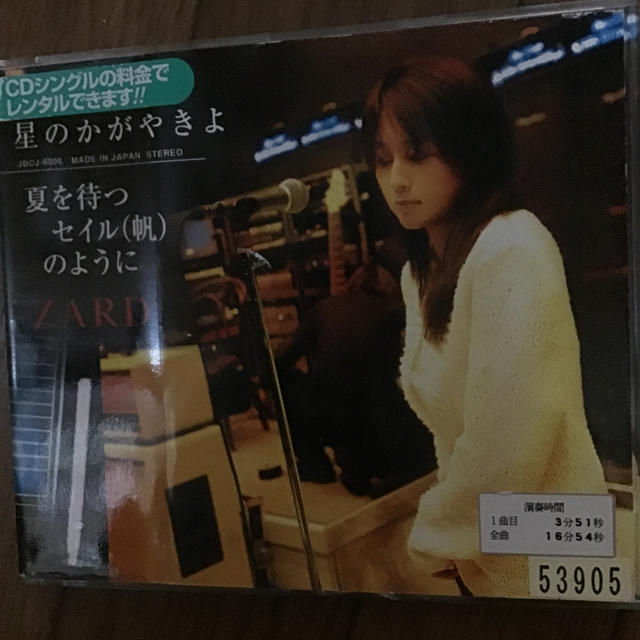 CDシングルの料金で
レンタルできます!!
星のかがやきよ
JBCJ-6006 MADE IN JAPAN STEREO
夏を待つ
セイル(帆)
のように
ZARD
演奏時間
1曲目 3分51秒
全曲 16分54秒
53905